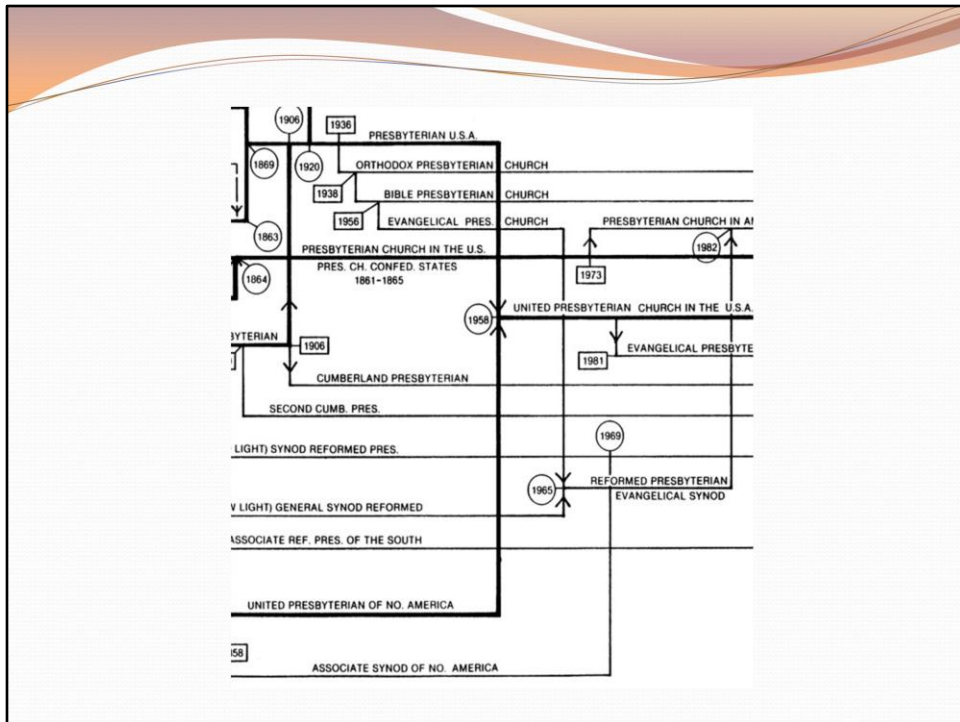 1906
1936
PRESBYTERIAN U.S.A.
1869
1920
ORTHODOX PRESBYTERIAN CHURCH
1938
BIBLE PRESBYTERIAN CHURCH
1956
EVANGELICAL PRES. CHURCH
PRESBYTERIAN CHURCH IN
1863
1982
PRESBYTERIAN CHURCH IN THE U.S.
PRES. CH. CONFED. STATES
1861-1865
1864
1973
UNITED PRESBYTERIAN CHURCH IN THE U.S.A.
1958
BYTERIAN
1906
EVANGELICAL PRESBYTE
1981
CUMBERLAND PRESBYTERIAN
SECOND CUMB. PRES.
1969
LIGHT) SYNOD REFORMED PRES.
REFORMED PRESBYTERIAN
EVANGELICAL SYNOD
1965
W LIGHT) GENERAL SYNOD REFORMED
ASSOCIATE REF. PRES. OF THE SOUTH
UNITED PRESBYTERIAN OF NO. AMERICA
58
ASSOCIATE SYNOD OF NO. AMERICA